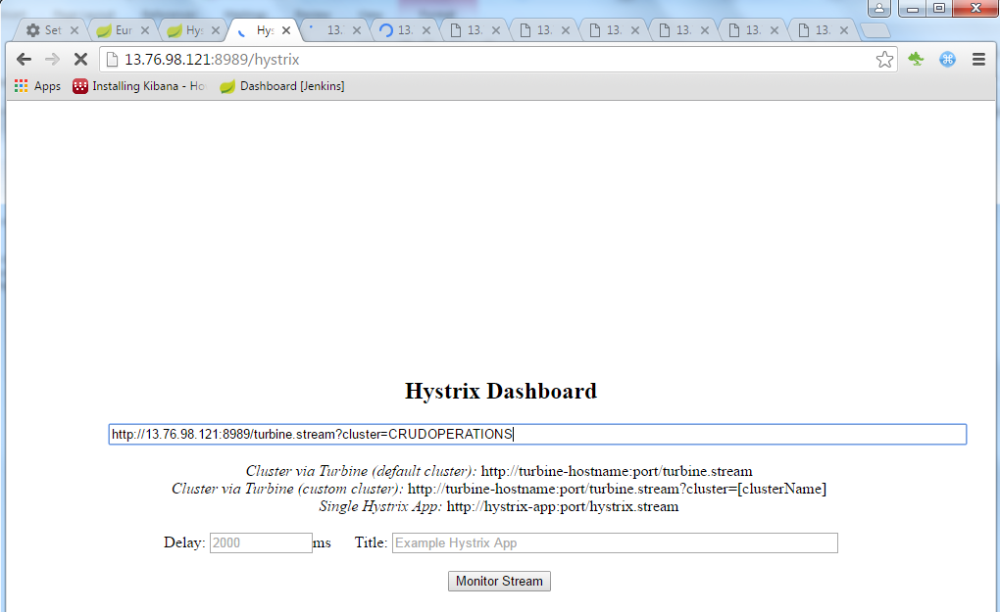 Set Eur Hys Hys 13. 13. 13. 13. 13. 13. 13. 13.
13.76.98.121:8989/hystrix
Apps Installing Kibana - Ho Dashboard [Jenkins]
Hystrix Dashboard
http://13.76.98.121:8989/turbine.stream?cluster=CRUDOPERATIONS
Cluster via Turbine (default cluster): http://turbine-hostname:port/turbine.stream
Cluster via Turbine (custom cluster): http://turbine-hostname:port/turbine.stream?cluster=[clusterName]
Single Hystrix App: http://hystrix-app:port/hystrix.stream
Delay: 2000 ms Title: Example Hystrix App
Monitor Stream